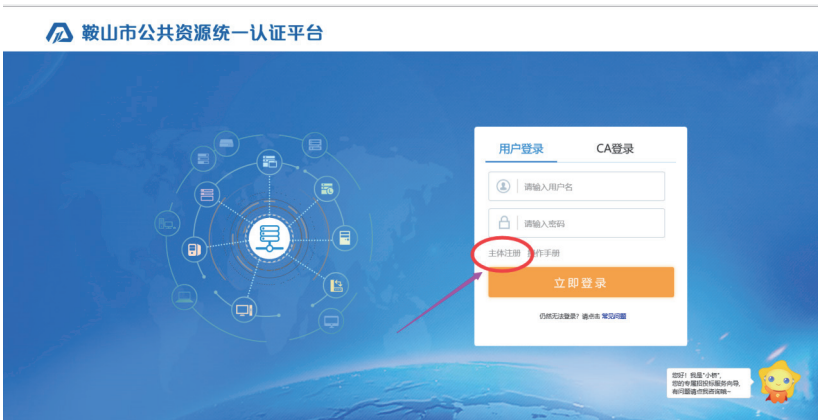 鞍山市公共资源统一认证平台
用户登录 CA登录
请输入用户名
请输入密码
主体注册 操作手册
立即登录
仍然无法登录? 请点击 常见问题
您好! 我是"小桥",
您的专属招投标服务向导,
有问题请点我咨询哦~